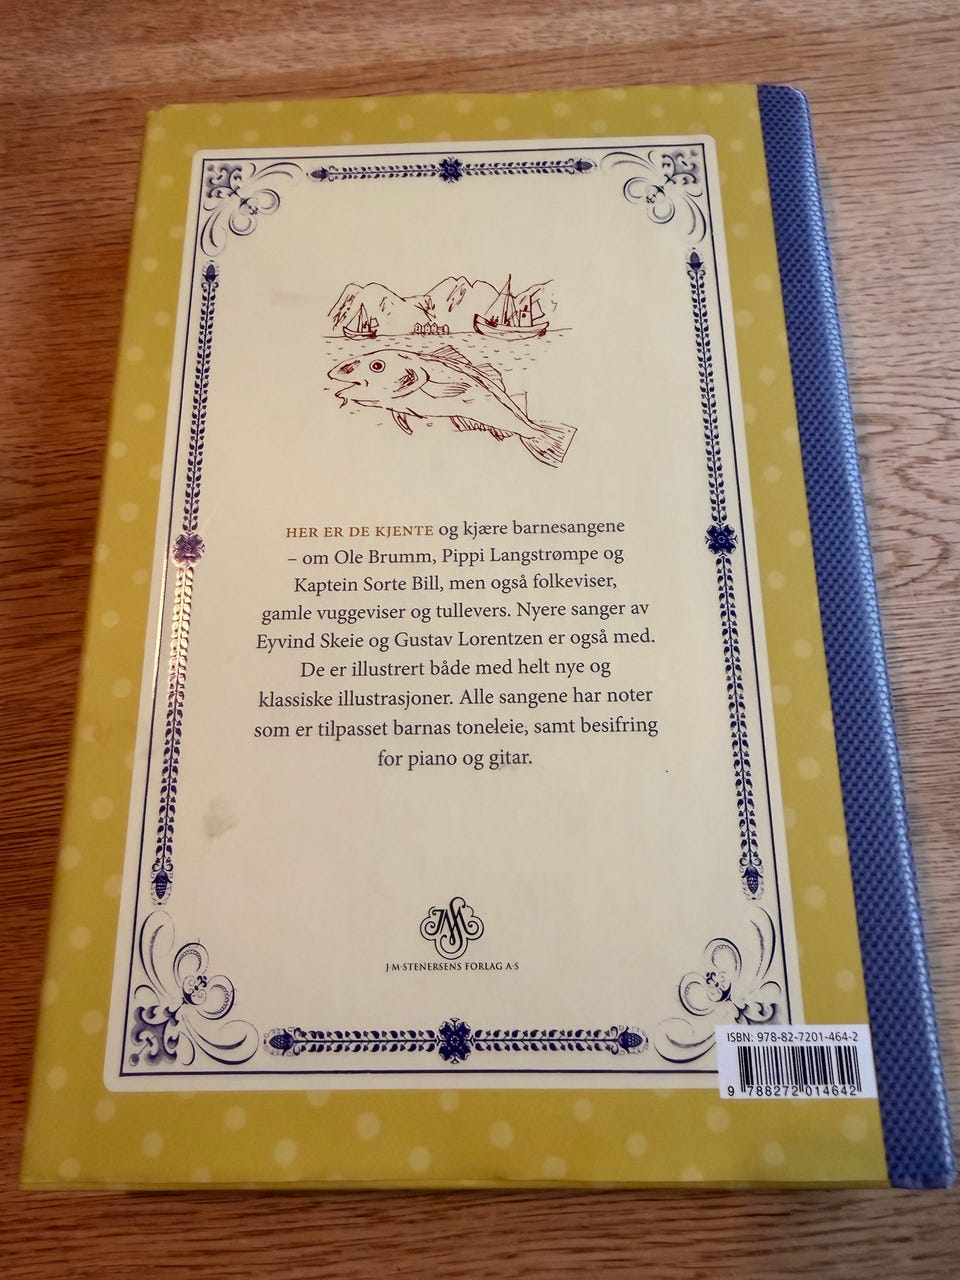 HER ER DE KJENTE og kjære barnesangene
– om Ole Brumm, Pippi Langstrømpe og
Kaptein Sorte Bill, men også folkeviser,
gamle vuggeviser og tullevers. Nyere sanger av
Eyvind Skeie og Gustav Lorentzen er også med.
De er illustrert både med helt nye og
klassiske illustrasjoner. Alle sangene har noter
som er tilpasset barnas toneleie, samt besifring
for piano og gitar.
JMS
J·M·STENERSENS FORLAG A·S
ISBN: 978-82-7201-464-2
9 788272 014642